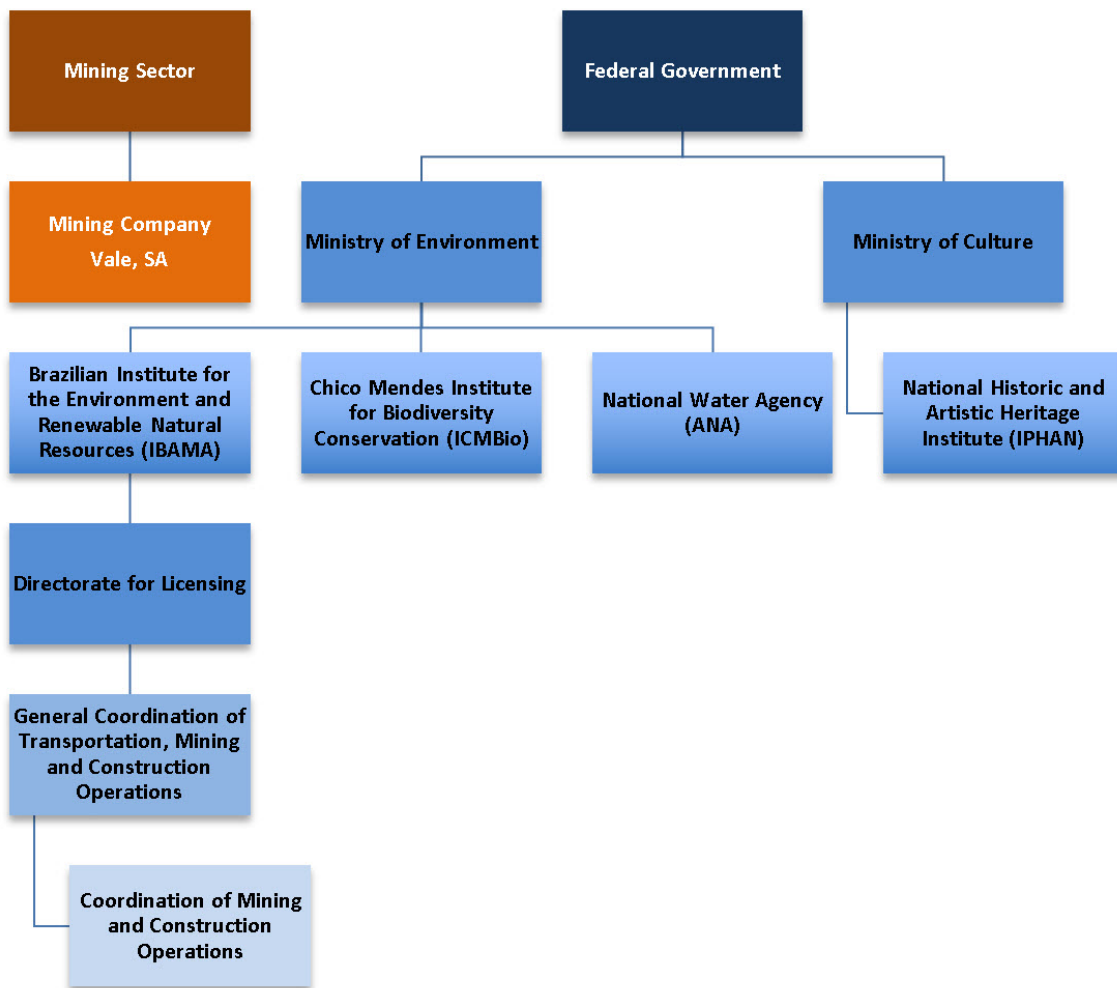 Mining Sector
Federal Government
Mining Company
Vale, SA
Ministry of Environment
Ministry of Culture
Brazilian Institute for
the Environment and
Renewable Natural
Resources (IBAMA)
Chico Mendes Institute
for Biodiversity
Conservation (ICMBio)
National Water Agency
(ANA)
National Historic and
Artistic Heritage
Institute (IPHAN)
Directorate for Licensing
General Coordination of
Transportation, Mining
and Construction
Operations
Coordination of Mining
and Construction
Operations